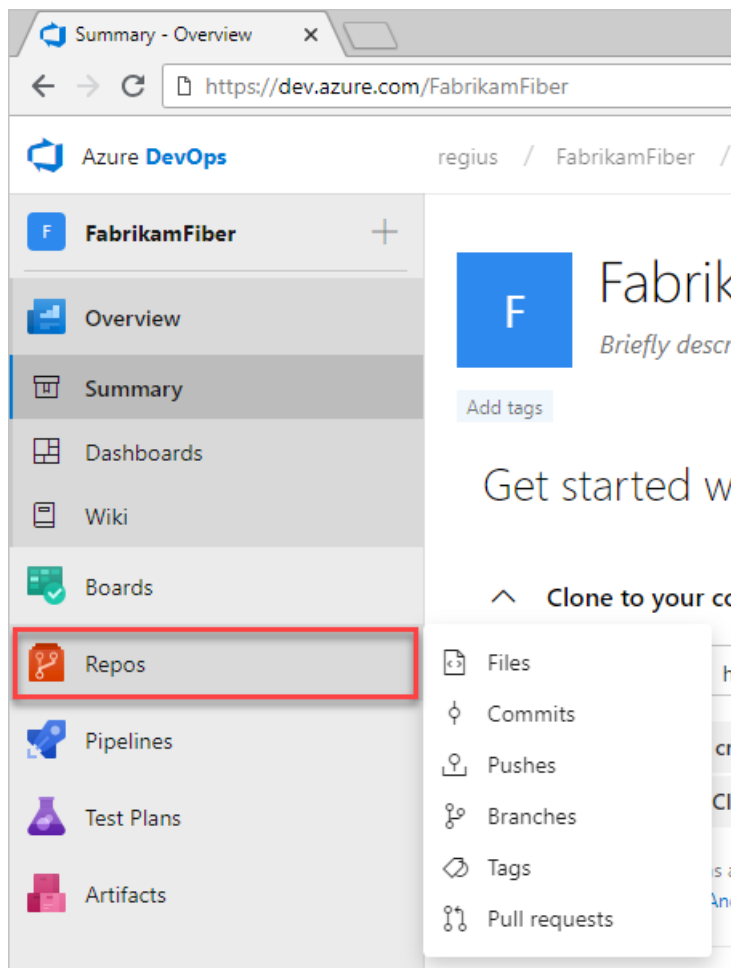 Summary - Overview
https://dev.azure.com/FabrikamFiber
Azure DevOps
regius / FabrikamFiber /
F FabrikamFiber
F
Fabrik
Briefly descr
Add tags
Overview
Summary
Dashboards
Wiki
Get started w
Boards
Clone to your co
Repos
Files
Commits
Pushes
Branches
Tags
Pull requests
Pipelines
Test Plans
Artifacts